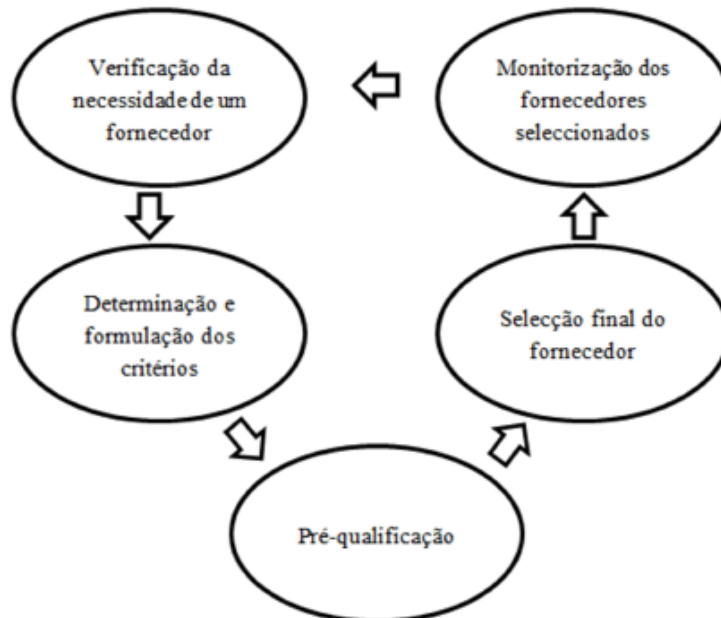 Verificação da
necessidade de um
fornecedor
Monitorização dos
fornecedores
seleccionados
Determinação e
formulação dos
critérios
Selecção final do
fornecedor
Pré-qualificação